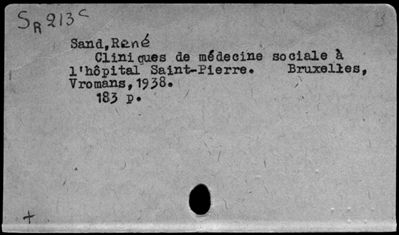 SR 213c
Sand,René
Cliniques de médecine sociale à
l'hôpital Saint-Pierre. Bruxelles,
Vromans,1938.
183 p.
+